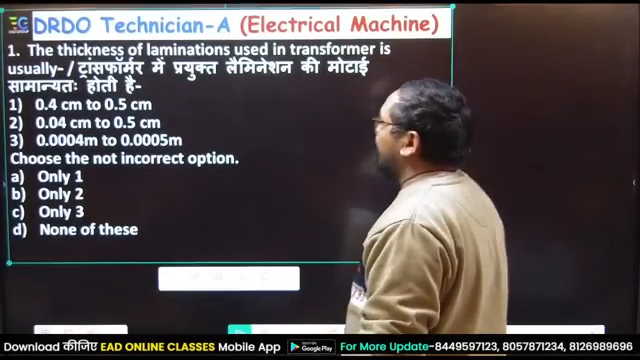 EG
DRDO Technician-A (Electrical Machine)
1. The thickness of laminations used in transformer is
usually- / ट्रांसफॉर्मर में प्रयुक्त लैमिनेशन की मोटाई
सामान्यतः होती है-
1) 0.4 cm to 0.5 cm
2) 0.04 cm to 0.5 cm
3) 0.0004m to 0.0005m
Choose the not incorrect option.
a) Only 1
b) Only 2
c) Only 3
d) None of these
Download कीजिए EAD ONLINE CLASSES Mobile App Google Play For More Update- 8449597123, 8057871234, 8126989696